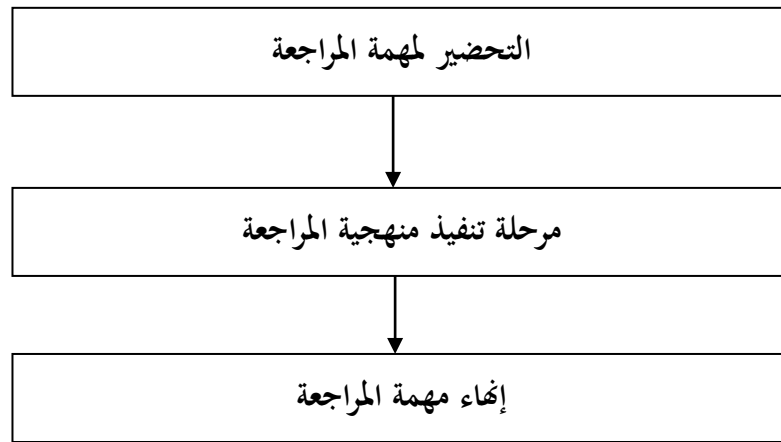 التحضير لمهمة المراجعة
مرحلة تنفيذ منهجية المراجعة
إنهاء مهمة المراجعة